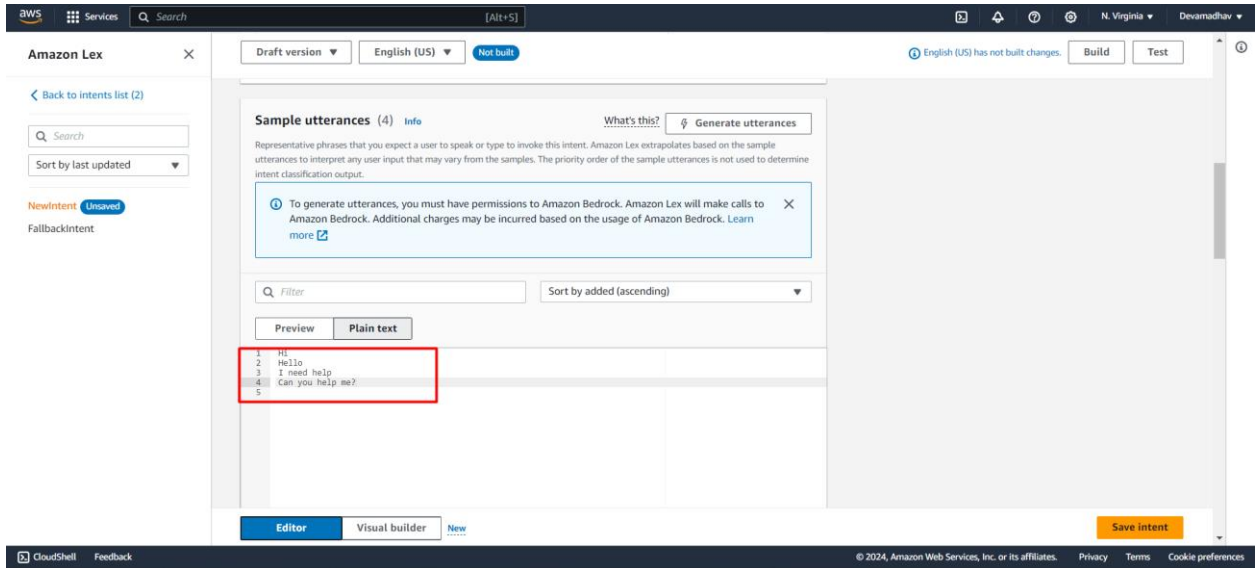 aws Services Search [Alt+S] N. Virginia ▼ Devamadhav ▼
Amazon Lex
Draft version ▼ English (US) ▼ Not built English (US) has not built changes. Build Test
Back to intents list (2)
Search
Sort by last updated ▼
NewIntent Unsaved
FallbackIntent
Sample utterances (4) Info What's this? Generate utterances
Representative phrases that you expect a user to speak or type to invoke this intent. Amazon Lex extrapolates based on the sample
utterances to interpret any user input that may vary from the samples. The priority order of the sample utterances is not used to determine
intent classification output.
To generate utterances, you must have permissions to Amazon Bedrock. Amazon Lex will make calls to
Amazon Bedrock. Additional charges may be incurred based on the usage of Amazon Bedrock. Learn
more
Filter Sort by added (ascending) ▼
Preview Plain text
1 Hi
2 Hello
3 I need help
4 Can you help me?
5
Editor Visual builder New Save intent
CloudShell Feedback © 2024, Amazon Web Services, Inc. or its affiliates. Privacy Terms Cookie preferences